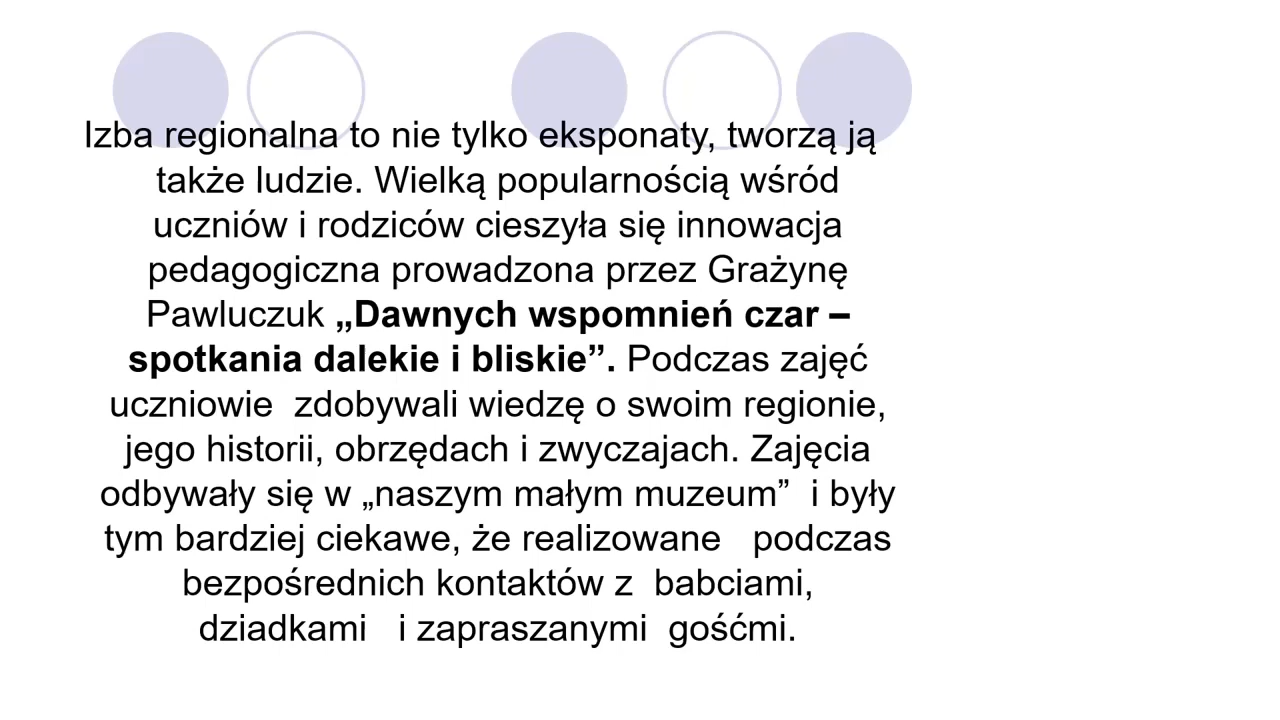 Izba regionalna to nie tylko eksponaty, tworzą ją
także ludzie. Wielką popularnością wśród
uczniów i rodziców cieszyła się innowacja
pedagogiczna prowadzona przez Grażynę
Pawluczuk „Dawnych wspomnień czar –
spotkania dalekie i bliskie”. Podczas zajęć
uczniowie  zdobywali wiedzę o swoim regionie,
jego historii, obrzędach i zwyczajach. Zajęcia
odbywały się w „naszym małym muzeum”  i były
tym bardziej ciekawe, że realizowane   podczas
bezpośrednich kontaktów z  babciami,
dziadkami   i zapraszanymi  gośćmi.